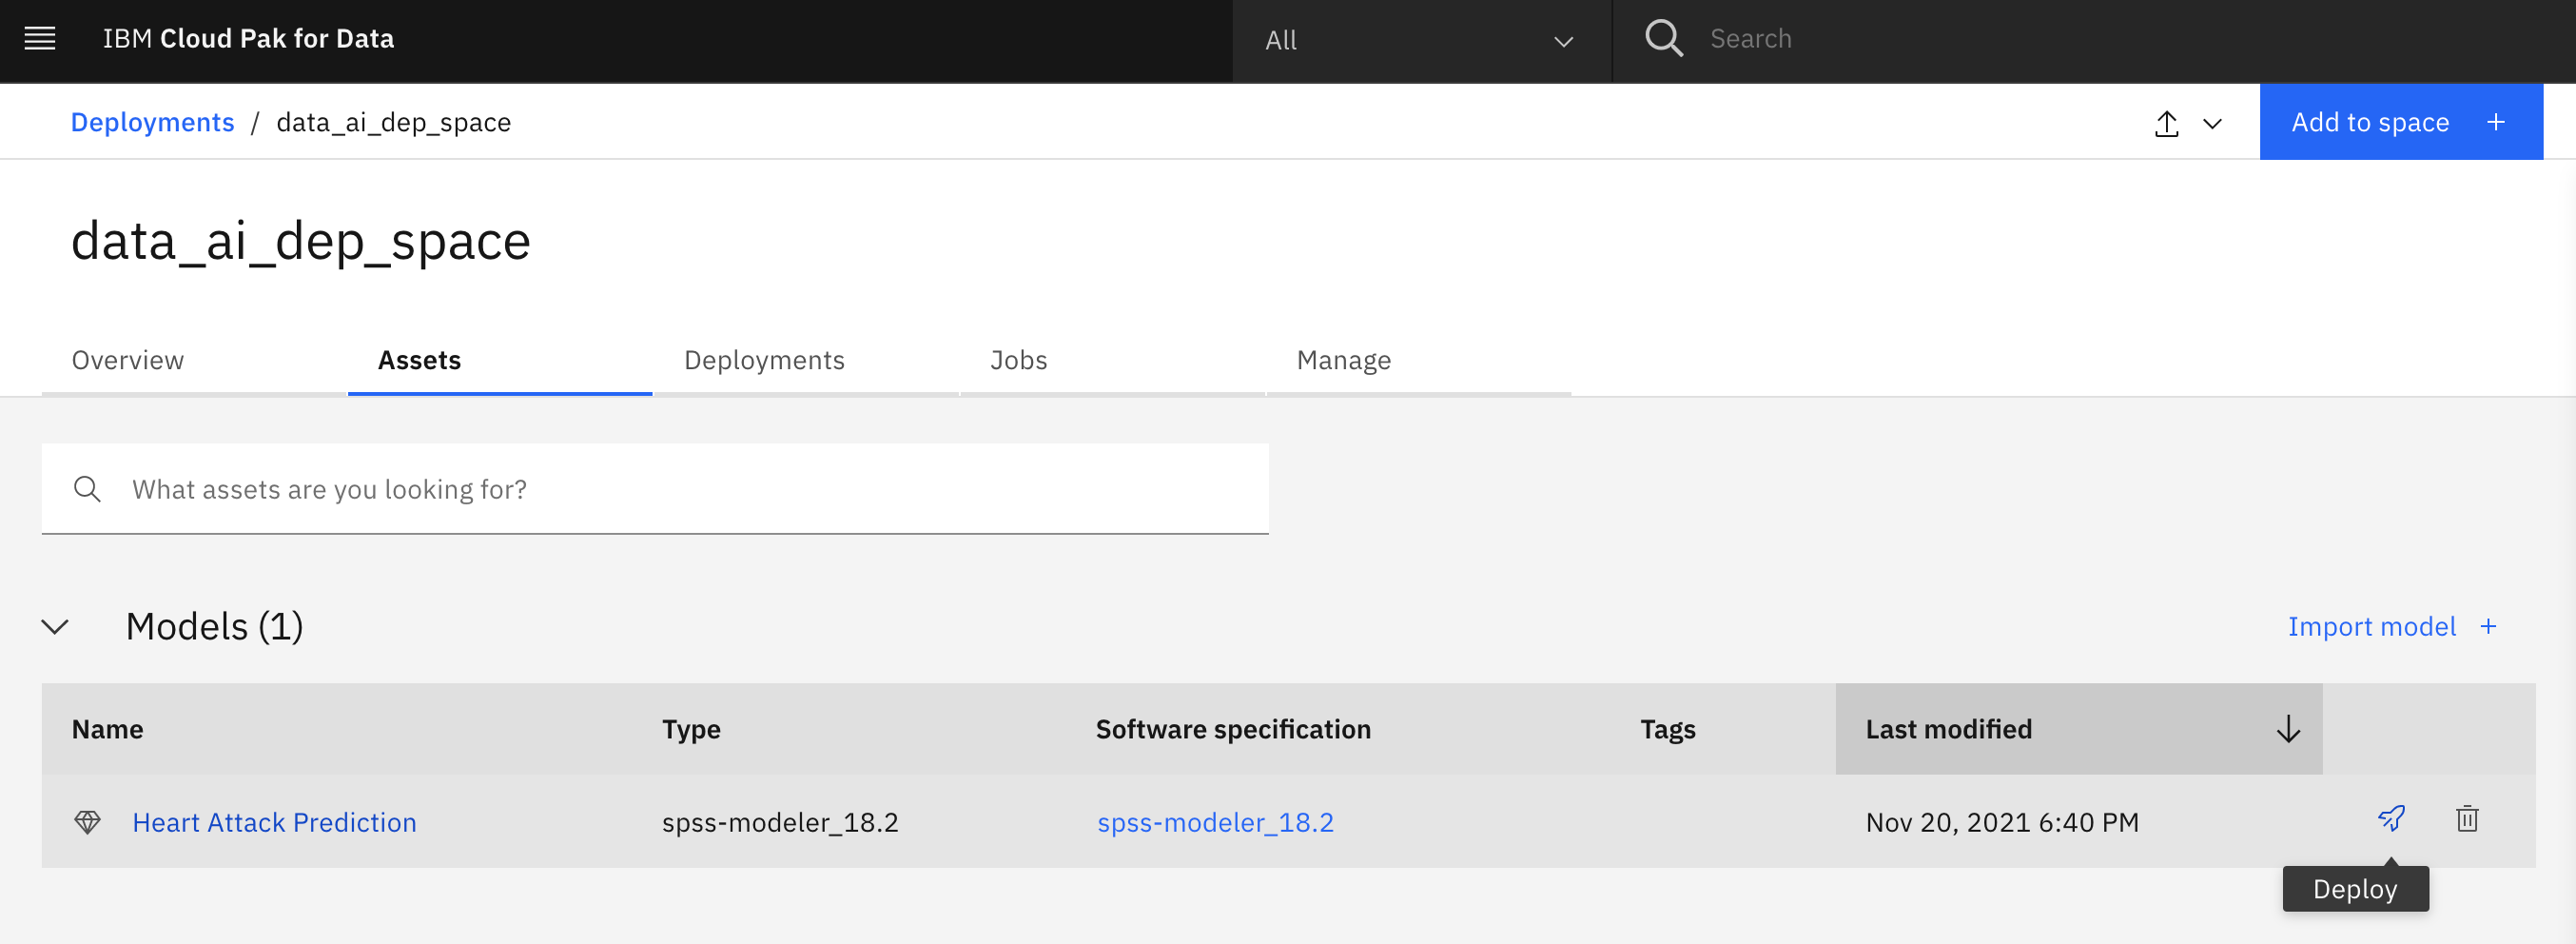 IBM Cloud Pak for Data
All
Search
Deployments / data_ai_dep_space
Add to space +
data_ai_dep_space
Overview Assets Deployments Jobs Manage
What assets are you looking for?
Models (1)
Import model +
Name Type Software specification Tags Last modified
Heart Attack Prediction spss-modeler_18.2 spss-modeler_18.2 Nov 20, 2021 6:40 PM
Deploy